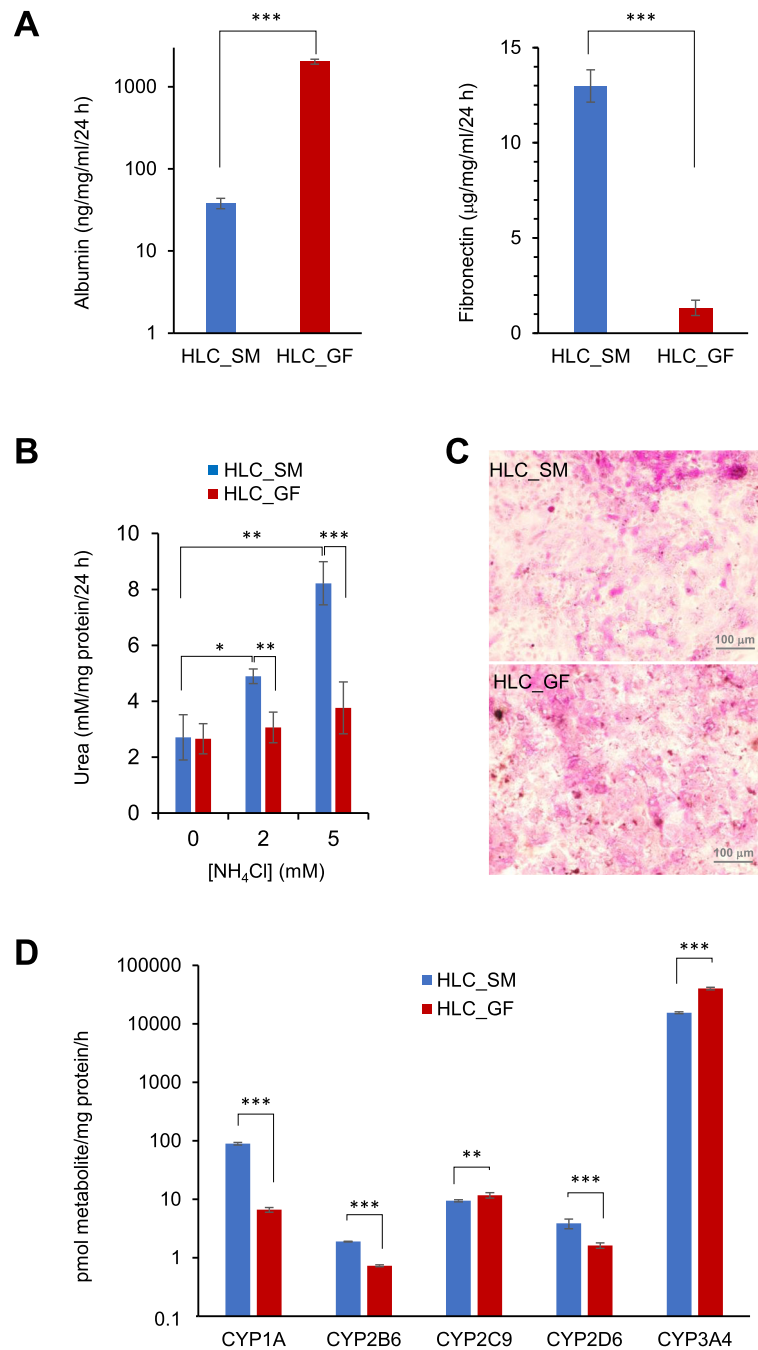 A
***
***
Albumin (ng/mg/ml/24 h)
1000
100
10
1
HLC_SM HLC_GF
Fibronectin (μg/mg/ml/24 h)
15
10
5
0
HLC_SM HLC_GF
B
HLC_SM
HLC_GF
Urea (mM/mg protein/24 h)
10
8
6
4
2
0
** ***
* **
0 2 5
[NH4Cl] (mM)
C
HLC_SM
100 μm
HLC_GF
100 μm
D
pmol metabolite/mg protein/h
100000
10000
1000
100
10
1
0.1
HLC_SM
HLC_GF
***
***
**
***
***
CYP1A CYP2B6 CYP2C9 CYP2D6 CYP3A4